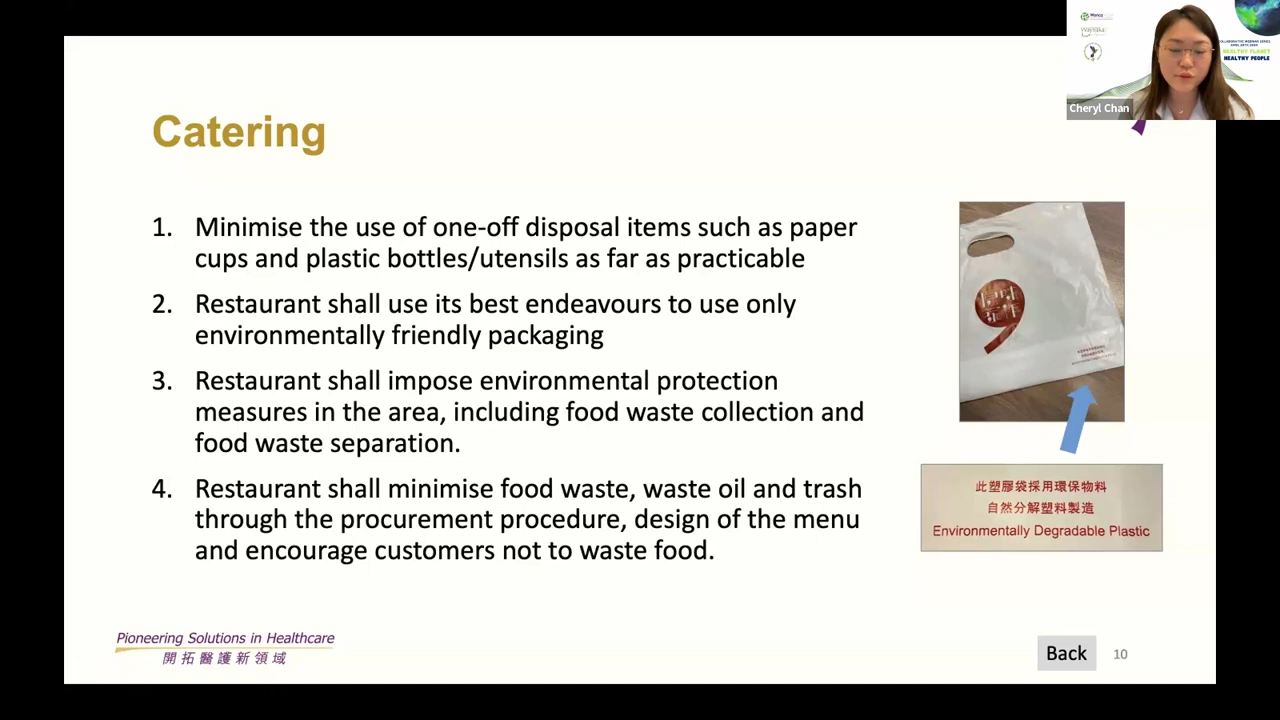 Wonca
COLLABORATIVE WEBINAR SERIES
HEALTHY PLANET
HEALTHY PEOPLE
Cheryl Chan
Catering
1. Minimise the use of one-off disposal items such as paper
cups and plastic bottles/utensils as far as practicable
2. Restaurant shall use its best endeavours to use only
environmentally friendly packaging
3. Restaurant shall impose environmental protection
measures in the area, including food waste collection and
food waste separation.
4. Restaurant shall minimise food waste, waste oil and trash
through the procurement procedure, design of the menu
and encourage customers not to waste food.
此塑膠袋採用環保物料
自然分解塑料製造
Environmentally Degradable Plastic
Pioneering Solutions in Healthcare
開拓醫護新領域
Back
10